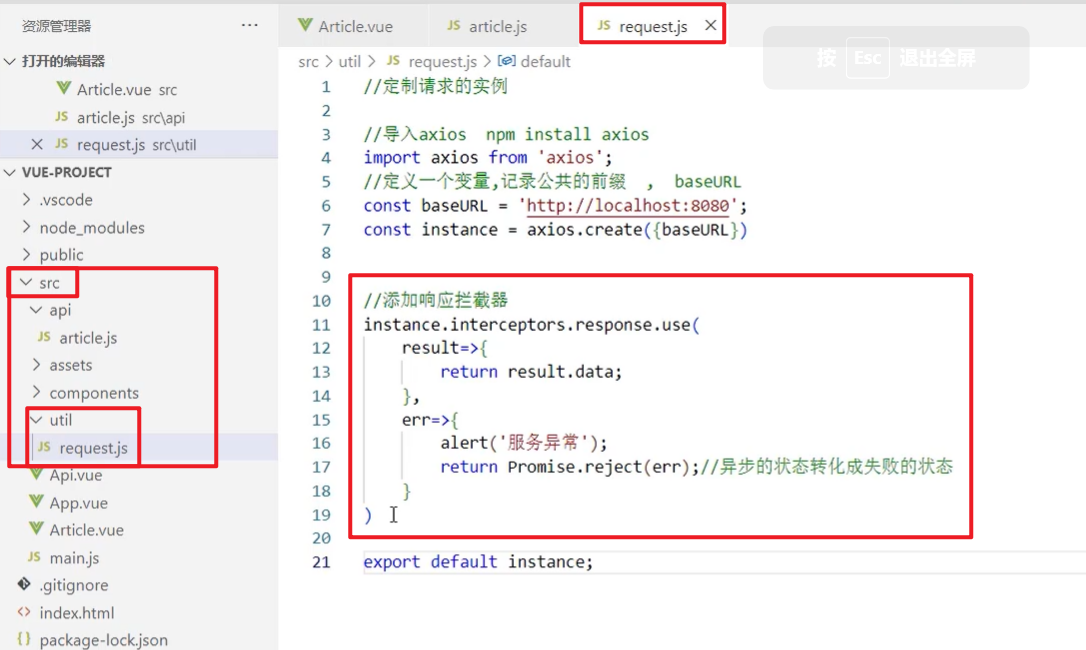 资源管理器 ···
打开的编辑器
Article.vue src
JS article.js src\api
JS request.js src\util
VUE-PROJECT
.vscode
node_modules
public
src
api
JS article.js
assets
components
util
JS request.js
Api.vue
App.vue
Article.vue
JS main.js
.gitignore
<> index.html
{} package-lock.json
Article.vue
JS article.js
JS request.js ×
按 Esc 退出全屏
src > util > JS request.js > default
1 //定制请求的实例
2
3 //导入axios  npm install axios
4 import axios from 'axios';
5 //定义一个变量,记录公共的前缀  ,  baseURL
6 const baseURL = 'http://localhost:8080';
7 const instance = axios.create({baseURL})
8
9
10 //添加响应拦截器
11 instance.interceptors.response.use(
12     result=>{
13         return result.data;
14     },
15     err=>{
16         alert('服务异常');
17         return Promise.reject(err);//异步的状态转化成失败的状态
18     }
19 )
20
21 export default instance;